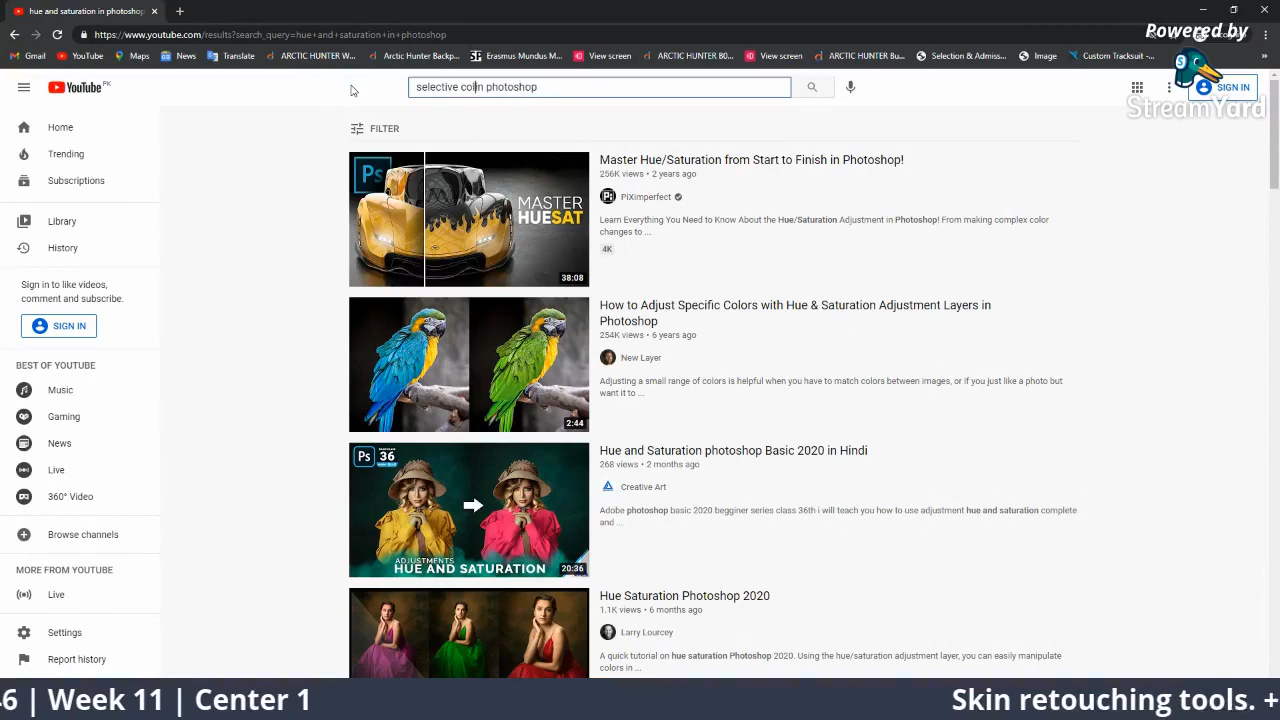 hue and saturation in photoshop
https://www.youtube.com/results?search_query=hue+and+saturation+in+photoshop
Powered by
Gmail
YouTube
Maps
News
Translate
ARCTIC HUNTER W...
Arctic Hunter Backp...
Erasmus Mundus M...
View screen
ARCTIC HUNTER 80...
View screen
ARCTIC HUNTER Bu...
Selection & Admiss...
Image
Custom Tracksuit -...
YouTube PK
selective colin photoshop
SIGN IN
StreamYard
FILTER
Home
Trending
Subscriptions
Library
History
Sign in to like videos,
comment and subscribe.
SIGN IN
BEST OF YOUTUBE
Music
Gaming
News
Live
360° Video
Browse channels
MORE FROM YOUTUBE
Live
Settings
Report history
Ps
MASTER
HUESAT
38:08
Master Hue/Saturation from Start to Finish in Photoshop!
256K views • 2 years ago
PiXimperfect
Learn Everything You Need to Know About the Hue/Saturation Adjustment in Photoshop! From making complex color
changes to ...
4K
2:44
How to Adjust Specific Colors with Hue & Saturation Adjustment Layers in
Photoshop
254K views • 6 years ago
New Layer
Adjusting a small range of colors is helpful when you have to match colors between images, or if you just like a photo but
want it to ...
Ps
36
ADJUSTMENTS
HUE AND SATURATION
20:36
Hue and Saturation photoshop Basic 2020 in Hindi
268 views • 2 months ago
Creative Art
Adobe photoshop basic 2020 begginer series class 36th i will teach you how to use adjustment hue and saturation complete
and ...
Hue Saturation Photoshop 2020
1.1K views • 6 months ago
Larry Lourcey
A quick tutorial on hue saturation Photoshop 2020. Using the hue/saturation adjustment layer, you can easily manipulate
colors in ...
6 | Week 11 | Center 1
Skin retouching tools. +